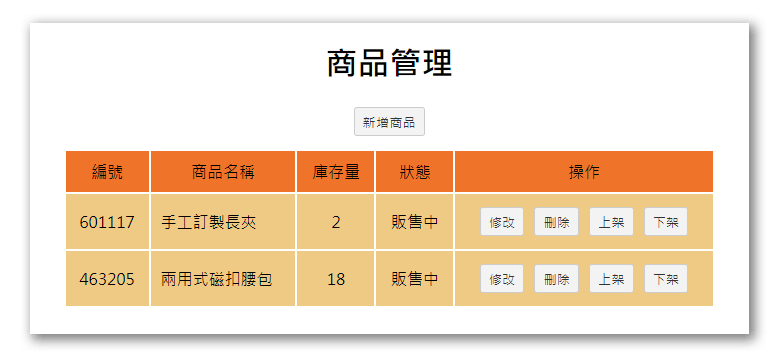 商品管理
新增商品
編號 商品名稱 庫存量 狀態 操作
601117 手工訂製長夾 2 販售中 修改 刪除 上架 下架
463205 兩用式磁扣腰包 18 販售中 修改 刪除 上架 下架